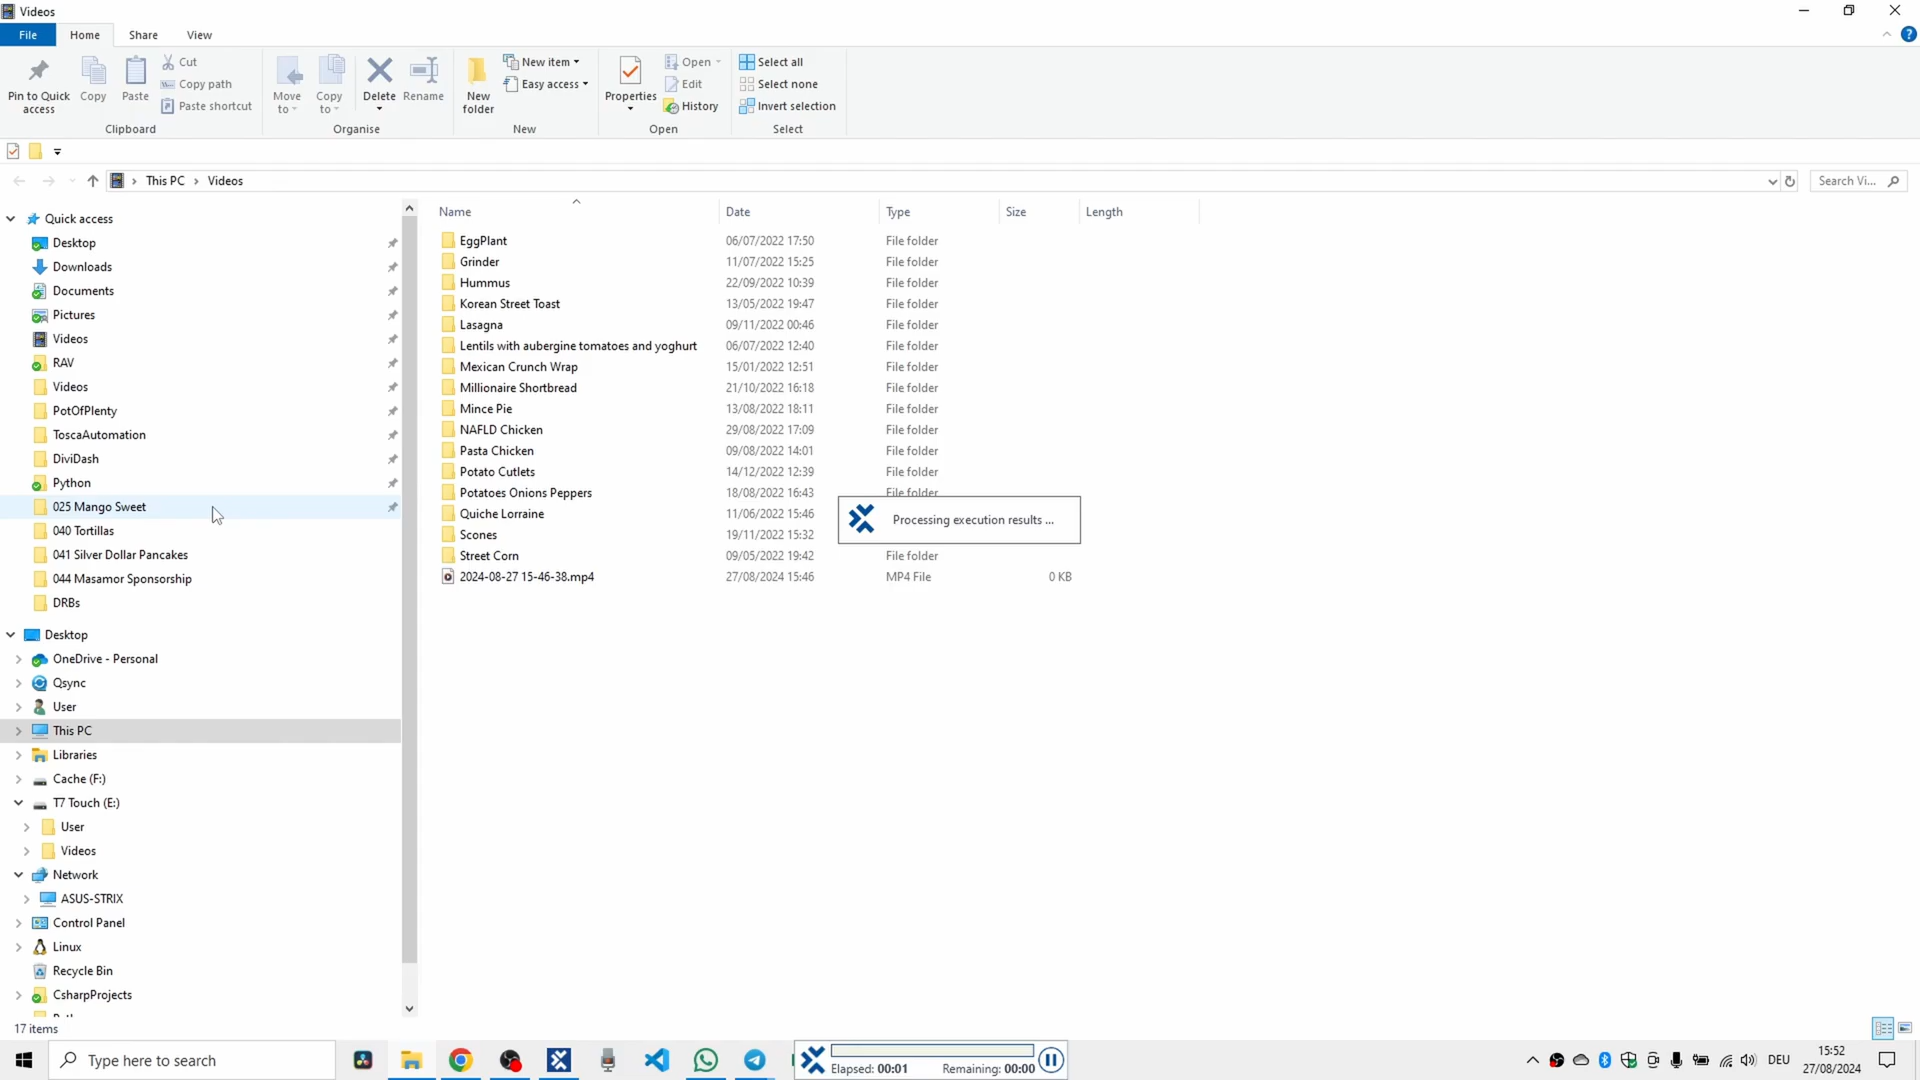 Videos
File
Home
Share
View
Pin to Quick access
Copy
Paste
Cut
Copy path
Paste shortcut
Clipboard
Move to
Copy to
Delete
Rename
Organise
New folder
New item
Easy access
New
Properties
Open
Edit
History
Open
Select all
Select none
Invert selection
Select
This PC > Videos
Search Vi...
Quick access
Desktop
Downloads
Documents
Pictures
Videos
RAV
Videos
PotOfPlenty
ToscaAutomation
DiviDash
Python
025 Mango Sweet
040 Tortillas
041 Silver Dollar Pancakes
044 Masamor Sponsorship
DRBs
Desktop
OneDrive - Personal
Qsync
User
This PC
Libraries
Cache (F:)
T7 Touch (E:)
User
Videos
Network
ASUS-STRIX
Control Panel
Linux
Recycle Bin
CsharpProjects
Name Date Type Size Length
EggPlant 06/07/2022 17:50 File folder
Grinder 11/07/2022 15:25 File folder
Hummus 22/09/2022 10:39 File folder
Korean Street Toast 13/05/2022 19:47 File folder
Lasagna 09/11/2022 00:46 File folder
Lentils with aubergine tomatoes and yoghurt 06/07/2022 12:40 File folder
Mexican Crunch Wrap 15/01/2022 12:51 File folder
Millionaire Shortbread 21/10/2022 16:18 File folder
Mince Pie 13/08/2022 18:11 File folder
NAFLD Chicken 29/08/2022 17:09 File folder
Pasta Chicken 09/08/2022 14:01 File folder
Potato Cutlets 14/12/2022 12:39 File folder
Potatoes Onions Peppers 18/08/2022 16:43 File folder
Quiche Lorraine 11/06/2022 15:46
Scones 19/11/2022 15:32
Street Corn 09/05/2022 19:42 File folder
2024-08-27 15-46-38.mp4 27/08/2024 15:46 MP4 File 0 KB
Processing execution results ...
17 items
Type here to search
Elapsed: 00:01 Remaining: 00:00
DEU
15:52
27/08/2024